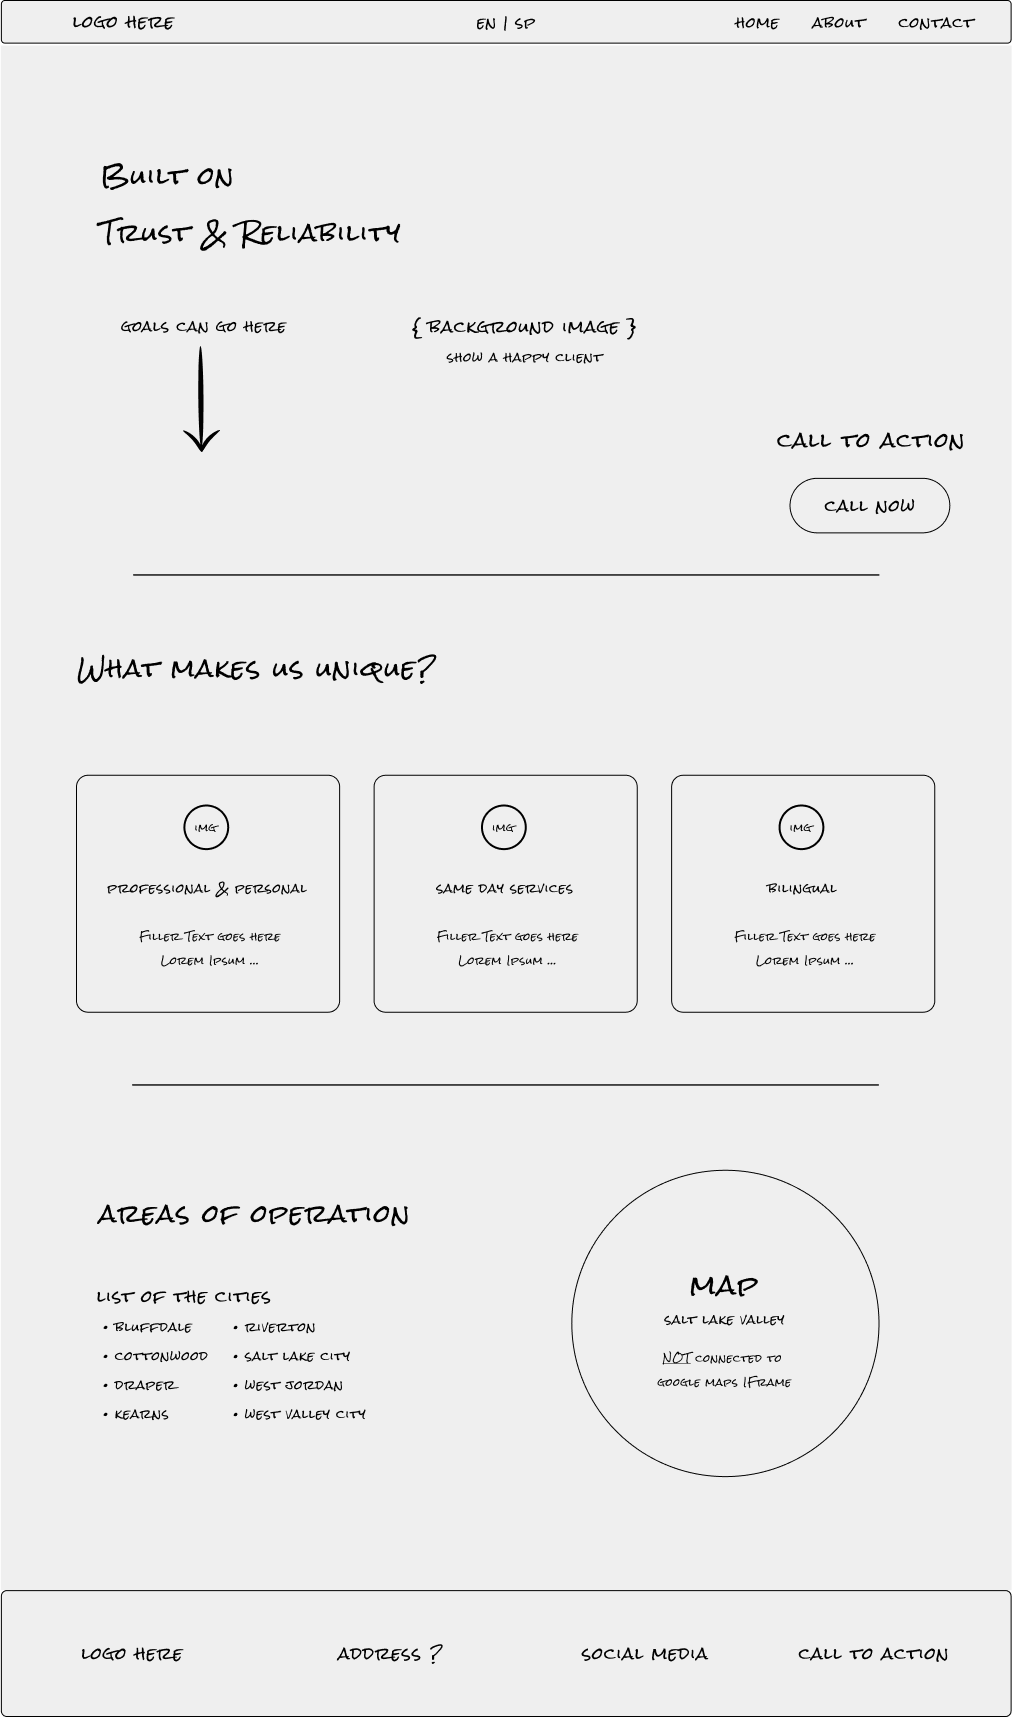 LOGO HERE
EN | SP
HOME
ABOUT
CONTACT
BUILT ON
TRUST & RELIABILITY
GOALS CAN GO HERE
{ BACKGROUND IMAGE }
SHOW A HAPPY CLIENT
CALL TO ACTION
CALL NOW
WHAT MAKES US UNIQUE?
IMG
PROFESSIONAL & PERSONAL
FILLER TEXT GOES HERE
LOREM IPSUM ...
IMG
SAME DAY SERVICES
FILLER TEXT GOES HERE
LOREM IPSUM ...
IMG
BILINGUAL
FILLER TEXT GOES HERE
LOREM IPSUM ...
AREAS OF OPERATION
LIST OF THE CITIES
• BLUFFDALE
• COTTONWOOD
• DRAPER
• KEARNS
• RIVERTON
• SALT LAKE CITY
• WEST JORDAN
• WEST VALLEY CITY
MAP
SALT LAKE VALLEY
NOT CONNECTED TO
GOOGLE MAPS IFRAME
LOGO HERE
ADDRESS ?
SOCIAL MEDIA
CALL TO ACTION